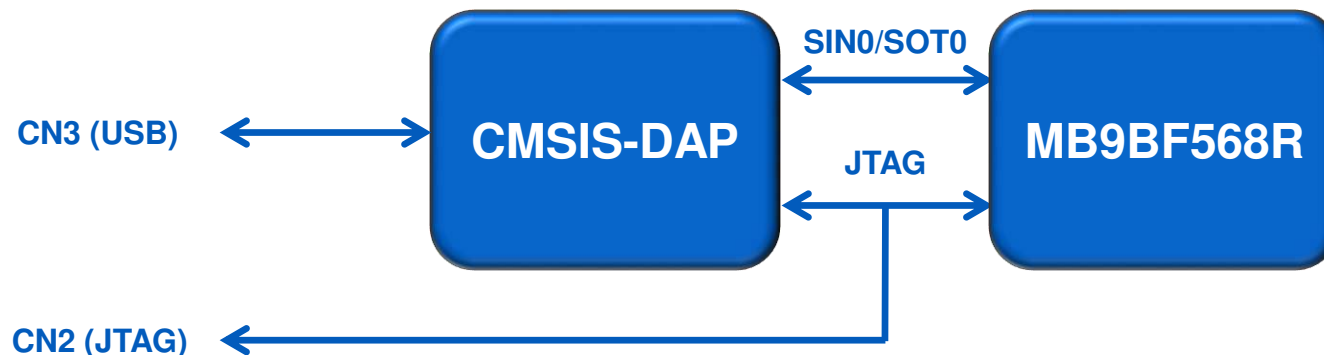 SIN0/SOT0
CN3 (USB)
CMSIS-DAP
MB9BF568R
JTAG
CN2 (JTAG)